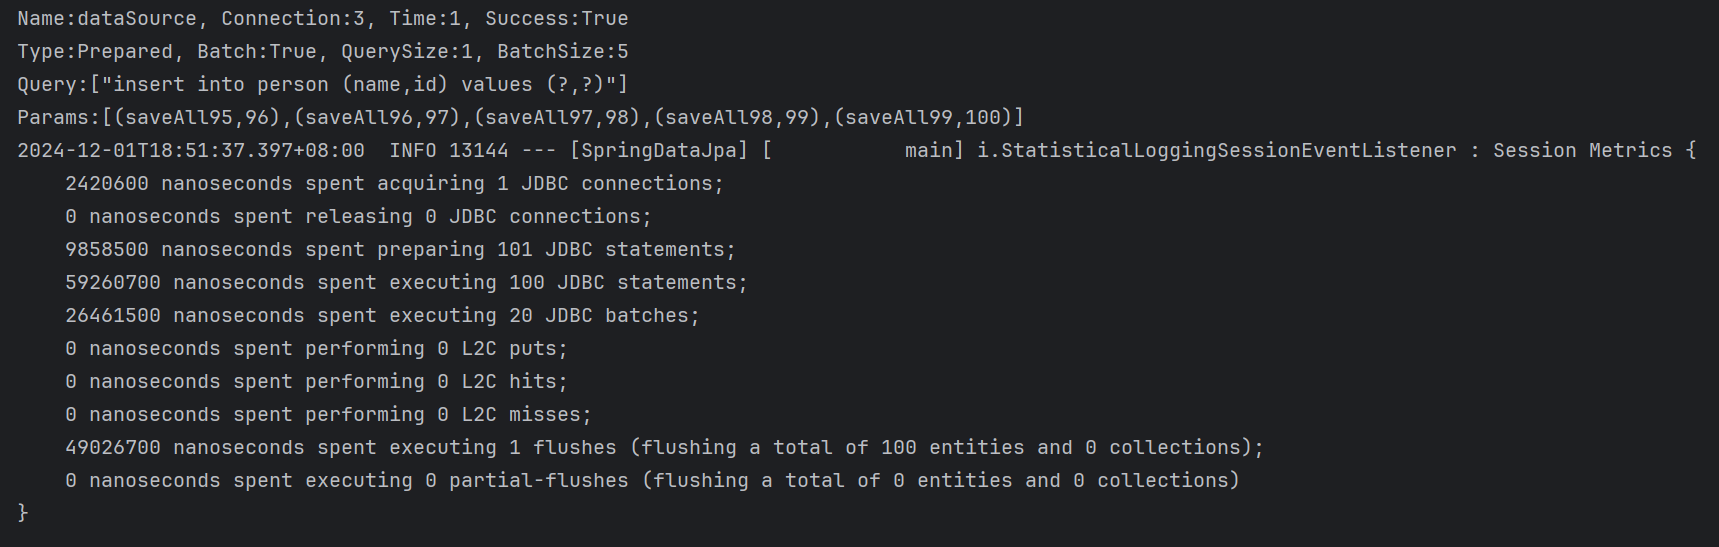 Name:dataSource, Connection:3, Time:1, Success:True
Type:Prepared, Batch:True, QuerySize:1, BatchSize:5
Query:["insert into person (name,id) values (?,?)"]
Params:[(saveAll95,96),(saveAll96,97),(saveAll97,98),(saveAll98,99),(saveAll99,100)]
2024-12-01T18:51:37.397+08:00  INFO 13144 --- [SpringDataJpa] [           main] i.StatisticalLoggingSessionEventListener : Session Metrics {
    2420600 nanoseconds spent acquiring 1 JDBC connections;
    0 nanoseconds spent releasing 0 JDBC connections;
    9858500 nanoseconds spent preparing 101 JDBC statements;
    59260700 nanoseconds spent executing 100 JDBC statements;
    26461500 nanoseconds spent executing 20 JDBC batches;
    0 nanoseconds spent performing 0 L2C puts;
    0 nanoseconds spent performing 0 L2C hits;
    0 nanoseconds spent performing 0 L2C misses;
    49026700 nanoseconds spent executing 1 flushes (flushing a total of 100 entities and 0 collections);
    0 nanoseconds spent executing 0 partial-flushes (flushing a total of 0 entities and 0 collections)
}